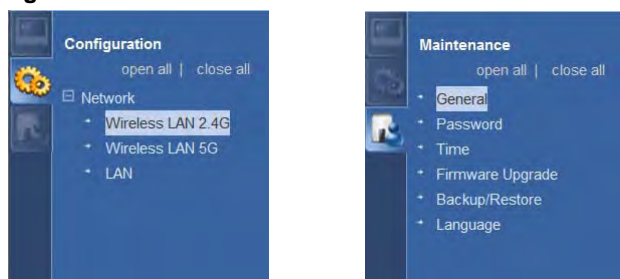 Configuration
open all | close all
Network
Wireless LAN 2.4G
Wireless LAN 5G
LAN
Maintenance
open all | close all
General
Password
Time
Firmware Upgrade
Backup/Restore
Language